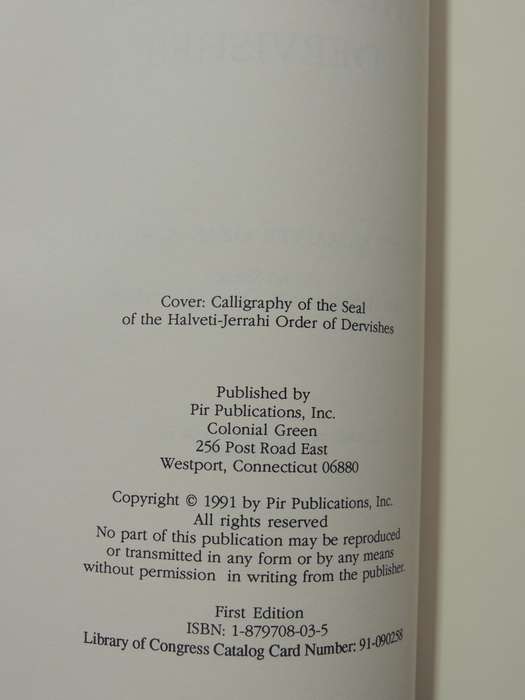 Cover: Calligraphy of the Seal
of the Halveti-Jerrahi Order of Dervishes
Published by
Pir Publications, Inc.
Colonial Green
256 Post Road East
Westport, Connecticut 06880
Copyright © 1991 by Pir Publications, Inc.
All rights reserved
No part of this publication may be reproduced
or transmitted in any form or by any means
without permission in writing from the publisher.
First Edition
ISBN: 1-879708-03-5
Library of Congress Catalog Card Number: 91-090258